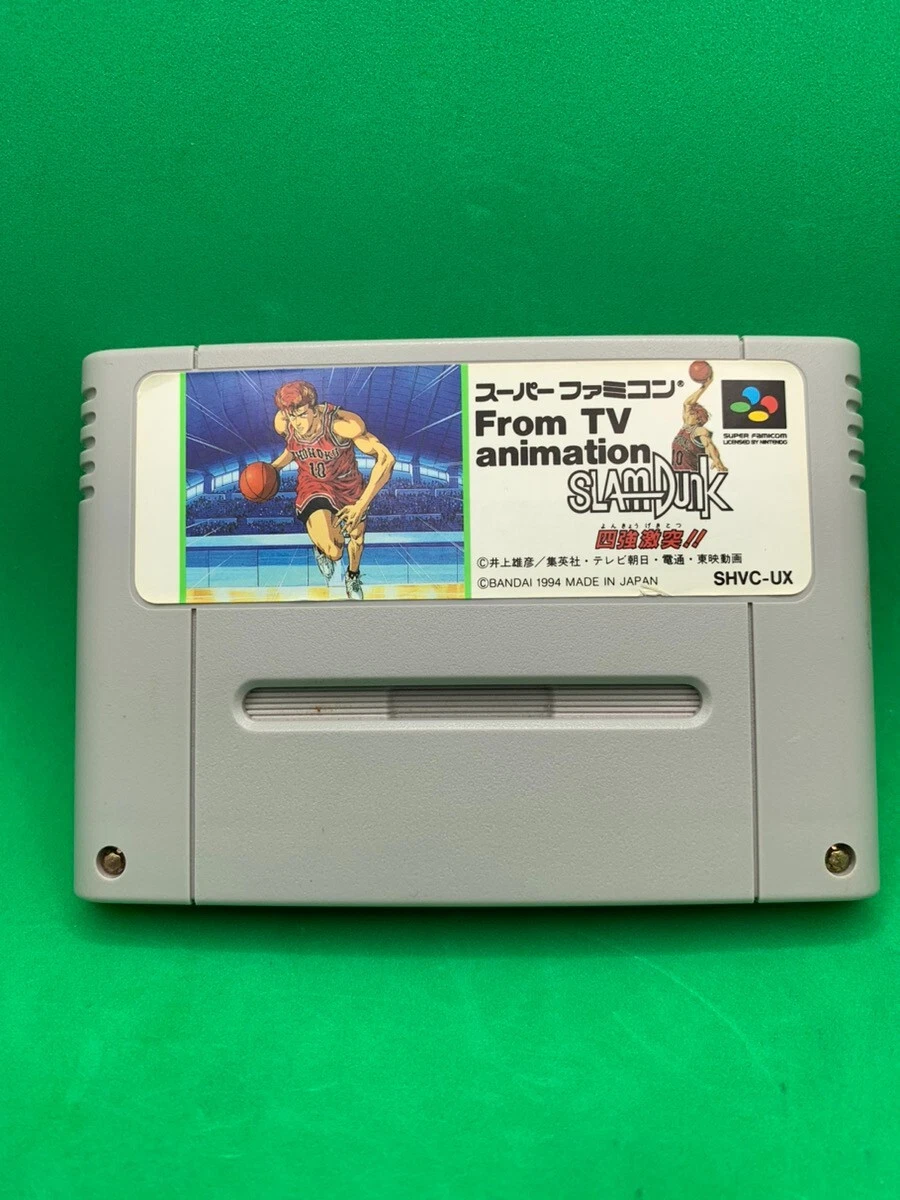 スーパーファミコン®
From TV
animation
SLAMDUNK
よんきょうげきとつ
四強激突!!
©井上雄彦/集英社・テレビ朝日・電通・東映動画
©BANDAI 1994 MADE IN JAPAN
SHVC-UX
SUPER FAMICOM
LICENSED BY NINTENDO
SHOHOKU
10
10